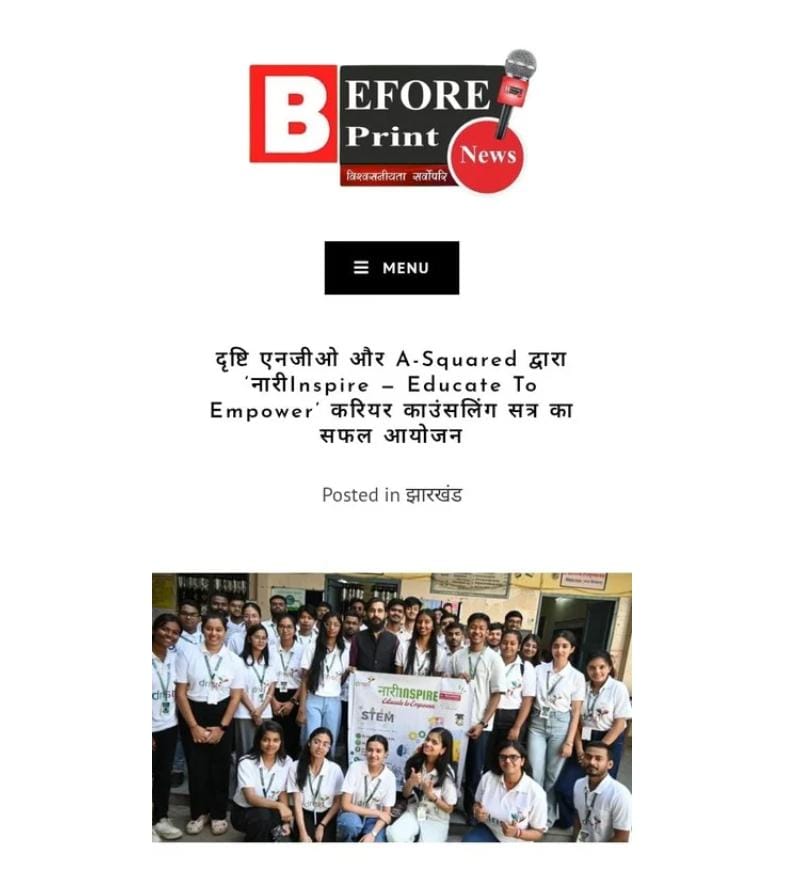 BEFORE
Print
News
विश्वसनीयता सर्वोपरि
☰ MENU
दृष्टि एनजीओ और A-Squared द्वारा
‘नारीInspire – Educate To
Empower’ करियर काउंसलिंग सत्र का
सफल आयोजन
Posted in झारखंड
नारीINSPIRE
Educate to Empower
STEM